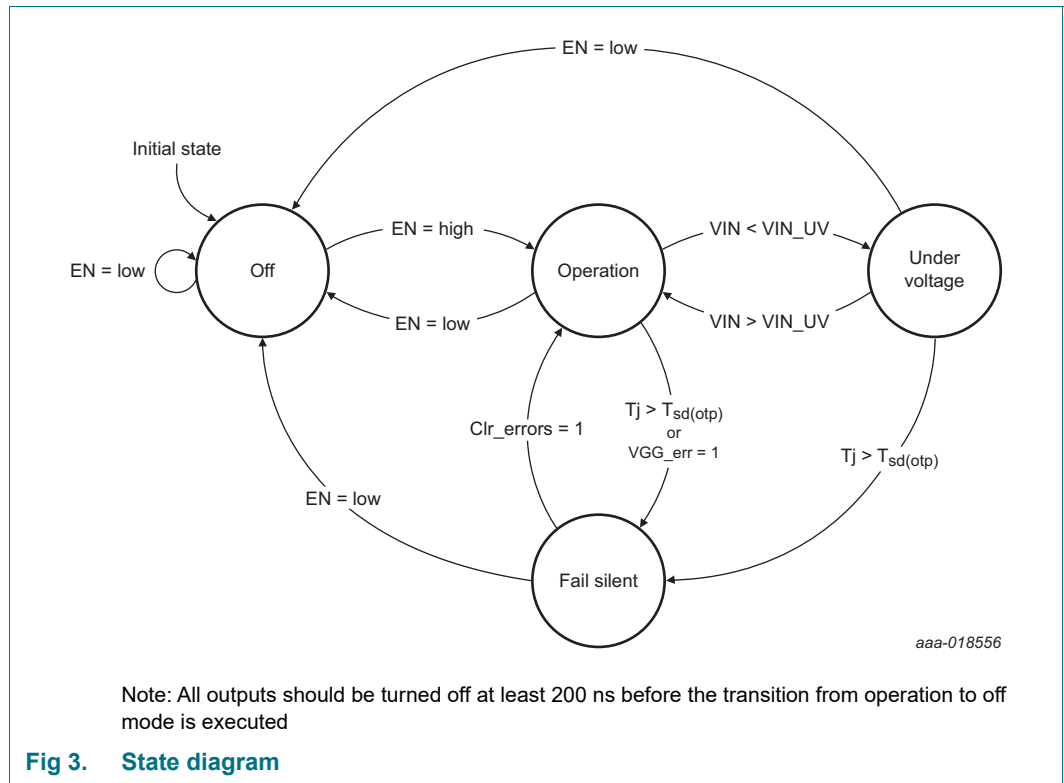 EN = low
Initial state
EN = high
VIN < VIN_UV
EN = low
Off
Operation
Under
voltage
EN = low
VIN > VIN_UV
Clr_errors = 1
Tj > Tsd(otp)
or
VGG_err = 1
Tj > Tsd(otp)
EN = low
Fail silent
aaa-018556
Note: All outputs should be turned off at least 200 ns before the transition from operation to off
mode is executed
Fig 3. State diagram